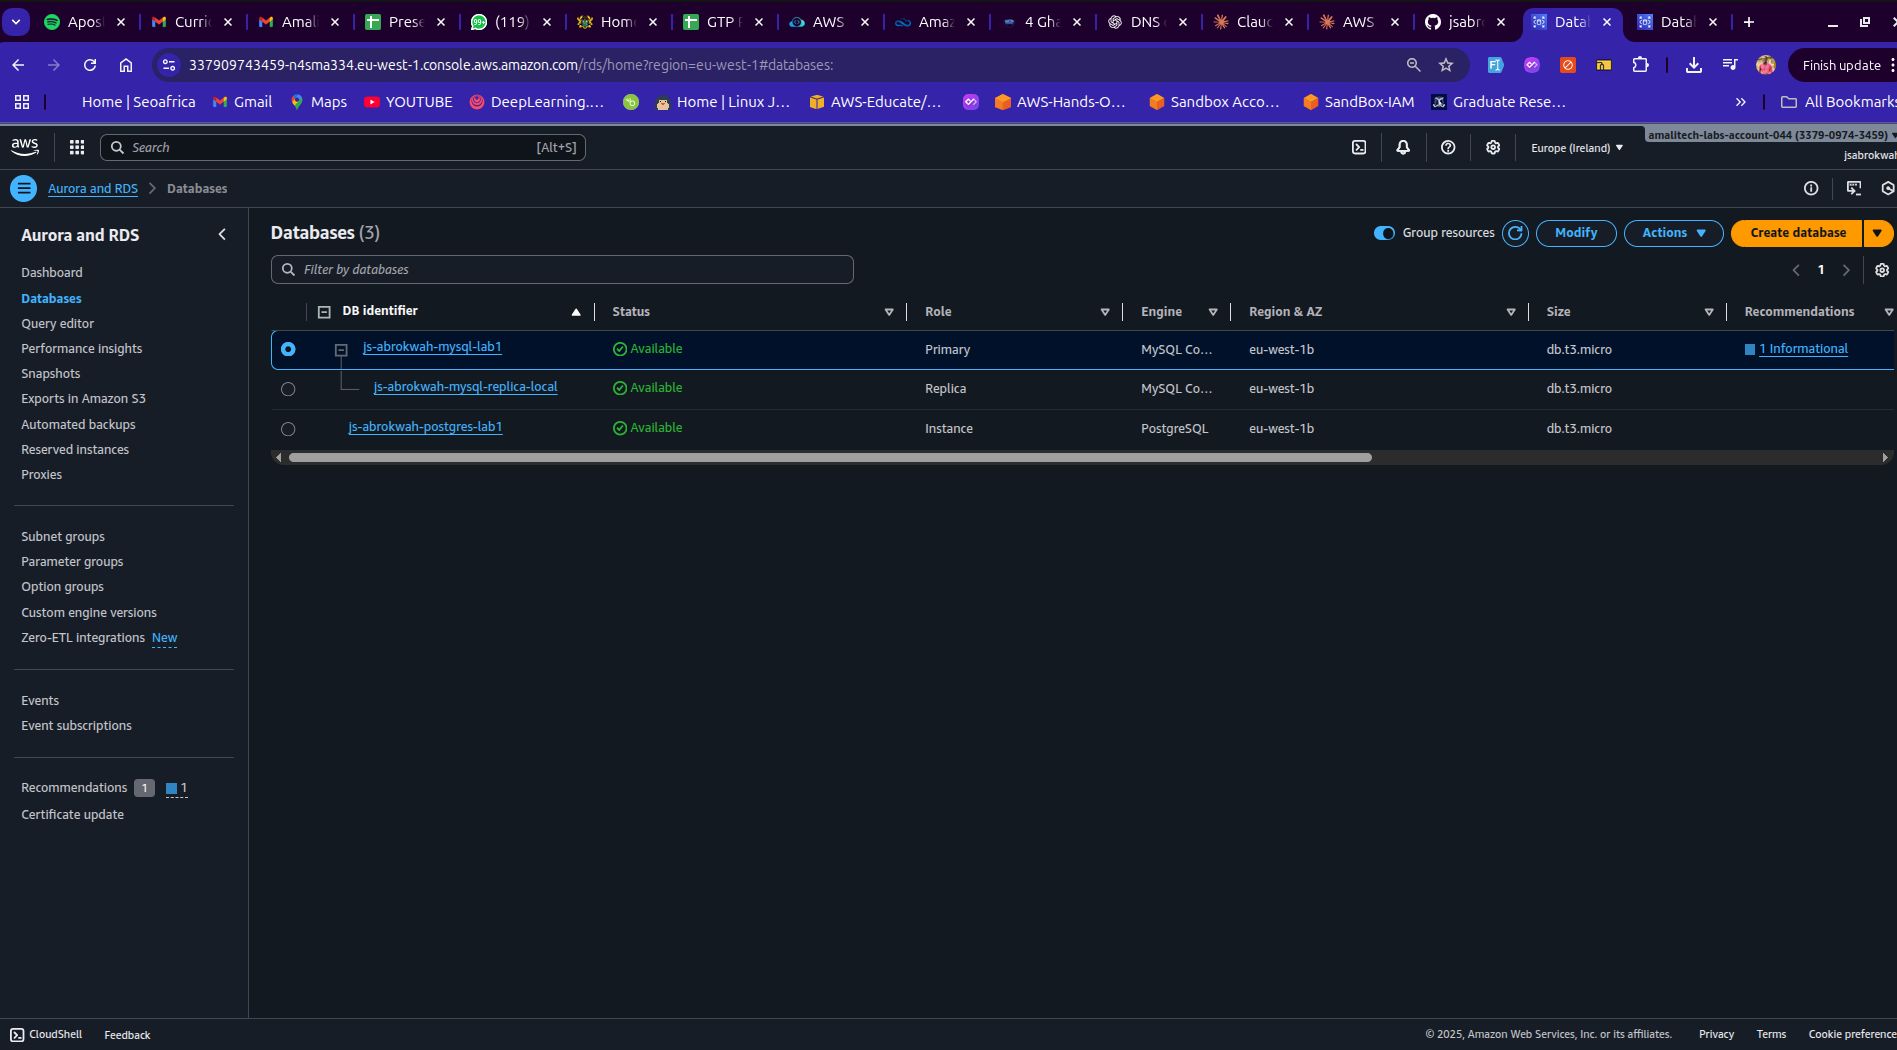 Apos
Curri
Amali
Prese
(119)
Hom
GTP
AWS
Amaz
4 Gha
DNS
Clau
AWS
jsabr
Datal
Datal
337909743459-n4sma334.eu-west-1.console.aws.amazon.com/rds/home?region=eu-west-1#databases:
Finish update
Home | Seoafrica
Gmail
Maps
YOUTUBE
DeepLearning....
Home | Linux J...
AWS-Educate/...
AWS-Hands-O...
Sandbox Acco...
SandBox-IAM
Graduate Rese...
All Bookmarks
aws
Search
[Alt+S]
Europe (Ireland)
amalitech-labs-account-044 (3379-0974-3459)
jsabrokwah
Aurora and RDS
Databases
Aurora and RDS
Dashboard
Databases
Query editor
Performance insights
Snapshots
Exports in Amazon S3
Automated backups
Reserved instances
Proxies
Subnet groups
Parameter groups
Option groups
Custom engine versions
Zero-ETL integrations New
Events
Event subscriptions
Recommendations 1 1
Certificate update
Databases (3)
Group resources
Modify
Actions
Create database
Filter by databases
1
DB identifier Status Role Engine Region & AZ Size Recommendations
js-abrokwah-mysql-lab1 Available Primary MySQL Co... eu-west-1b db.t3.micro 1 Informational
js-abrokwah-mysql-replica-local Available Replica MySQL Co... eu-west-1b db.t3.micro
js-abrokwah-postgres-lab1 Available Instance PostgreSQL eu-west-1b db.t3.micro
CloudShell Feedback © 2025, Amazon Web Services, Inc. or its affiliates. Privacy Terms Cookie preference